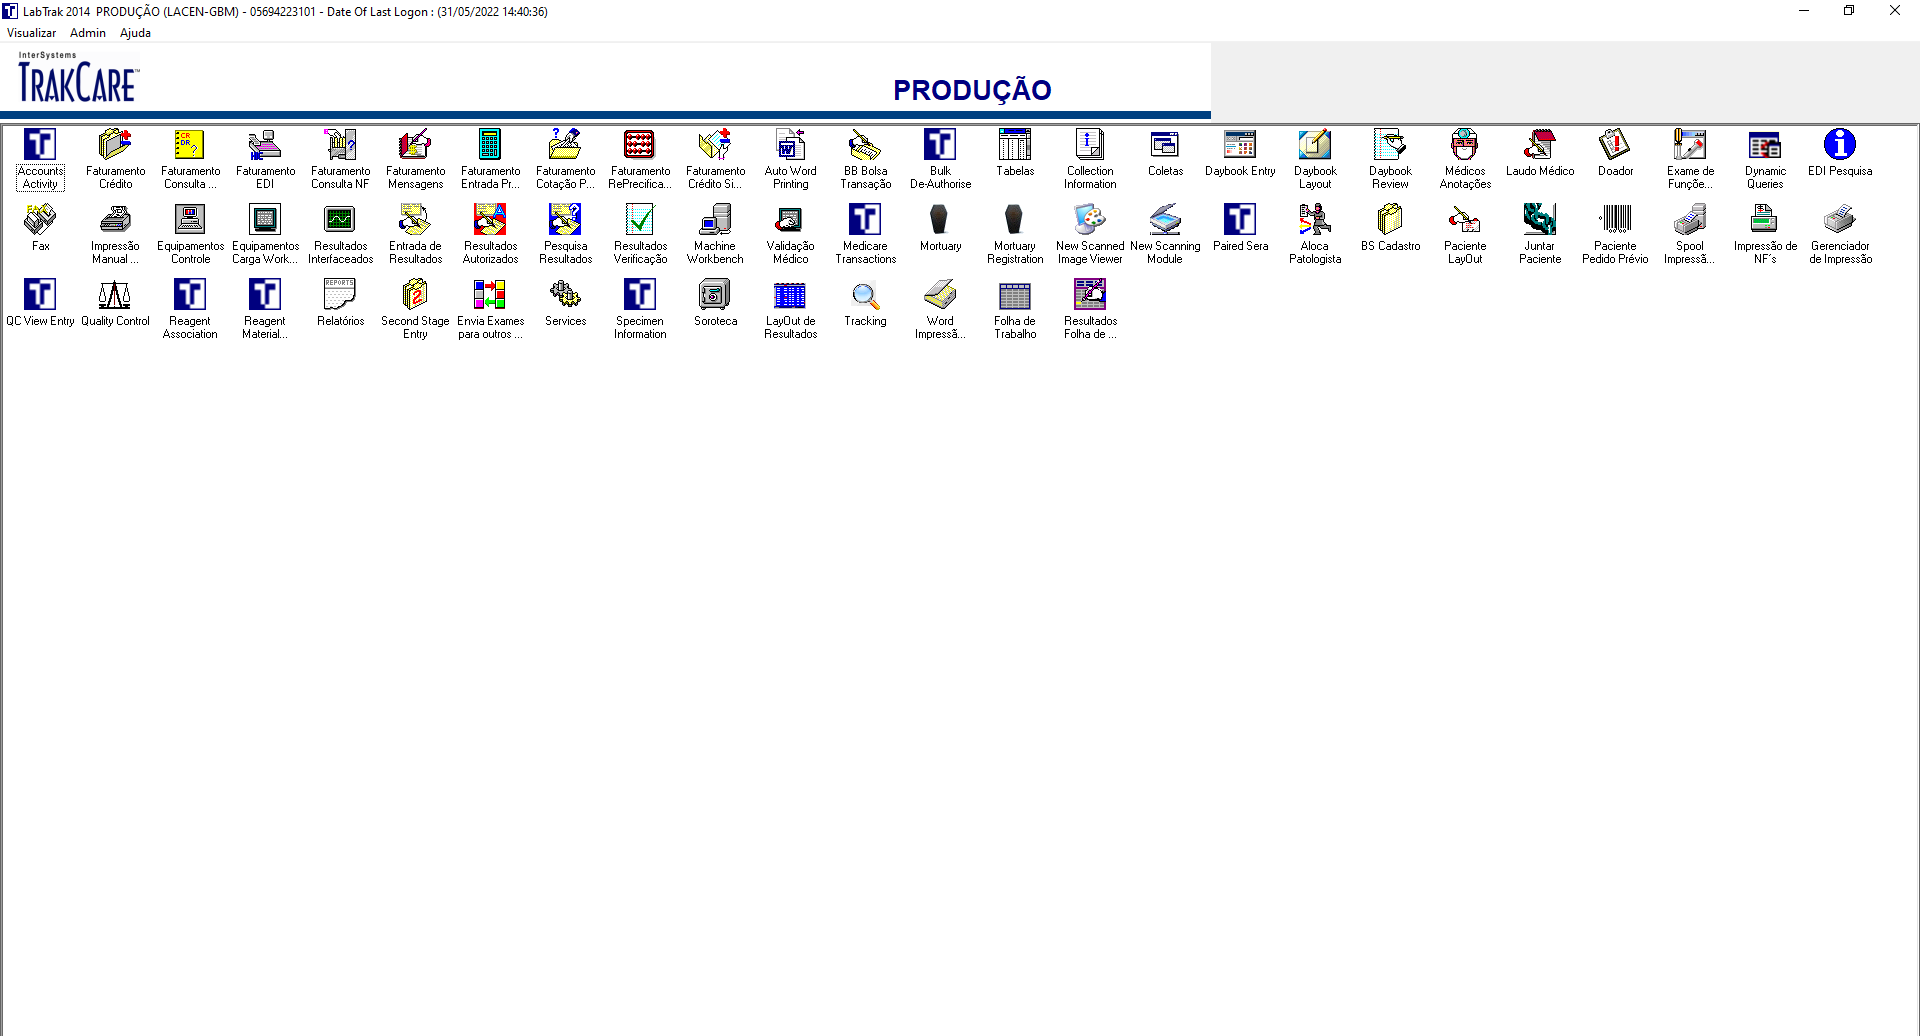 LabTrak 2014 PRODUÇÃO (LACEN-GBM) - 05694223101 - Date Of Last Logon : (31/05/2022 14:40:36)
Visualizar Admin Ajuda
InterSystems
TRAKCARE™
PRODUÇÃO
Accounts Activity
Faturamento Crédito
Faturamento Consulta ...
Faturamento EDI
Faturamento Consulta NF
Faturamento Mensagens
Faturamento Entrada Pr...
Faturamento Cotação P...
Faturamento RePrecifica...
Faturamento Crédito Si...
Auto Word Printing
BB Bolsa Transação
Bulk De-Authorise
Tabelas
Collection Information
Coletas
Daybook Entry
Daybook Layout
Daybook Review
Médicos Anotações
Laudo Médico
Doador
Exame de Funçõe...
Dynamic Queries
EDI Pesquisa
Fax
Impressão Manual ...
Equipamentos Controle
Equipamentos Carga Work...
Resultados Interfaceados
Entrada de Resultados
Resultados Autorizados
Pesquisa Resultados
Resultados Verificação
Machine Workbench
Validação Médico
Medicare Transactions
Mortuary
Mortuary Registration
New Scanned Image Viewer
New Scanning Module
Paired Sera
Aloca Patologista
BS Cadastro
Paciente LayOut
Juntar Paciente
Paciente Pedido Prévio
Spool Impressã...
Impressão de NF´s
Gerenciador de Impressão
QC View Entry
Quality Control
Reagent Association
Reagent Material...
Relatórios
Second Stage Entry
Envia Exames para outros ...
Services
Specimen Information
Soroteca
LayOut de Resultados
Tracking
Word Impressã...
Folha de Trabalho
Resultados Folha de ...